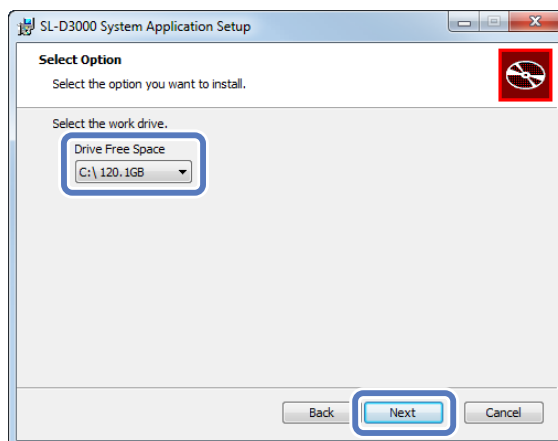 SL-D3000 System Application Setup
Select Option
Select the option you want to install.
Select the work drive.
Drive Free Space
C:\ 120.1GB
Back Next Cancel